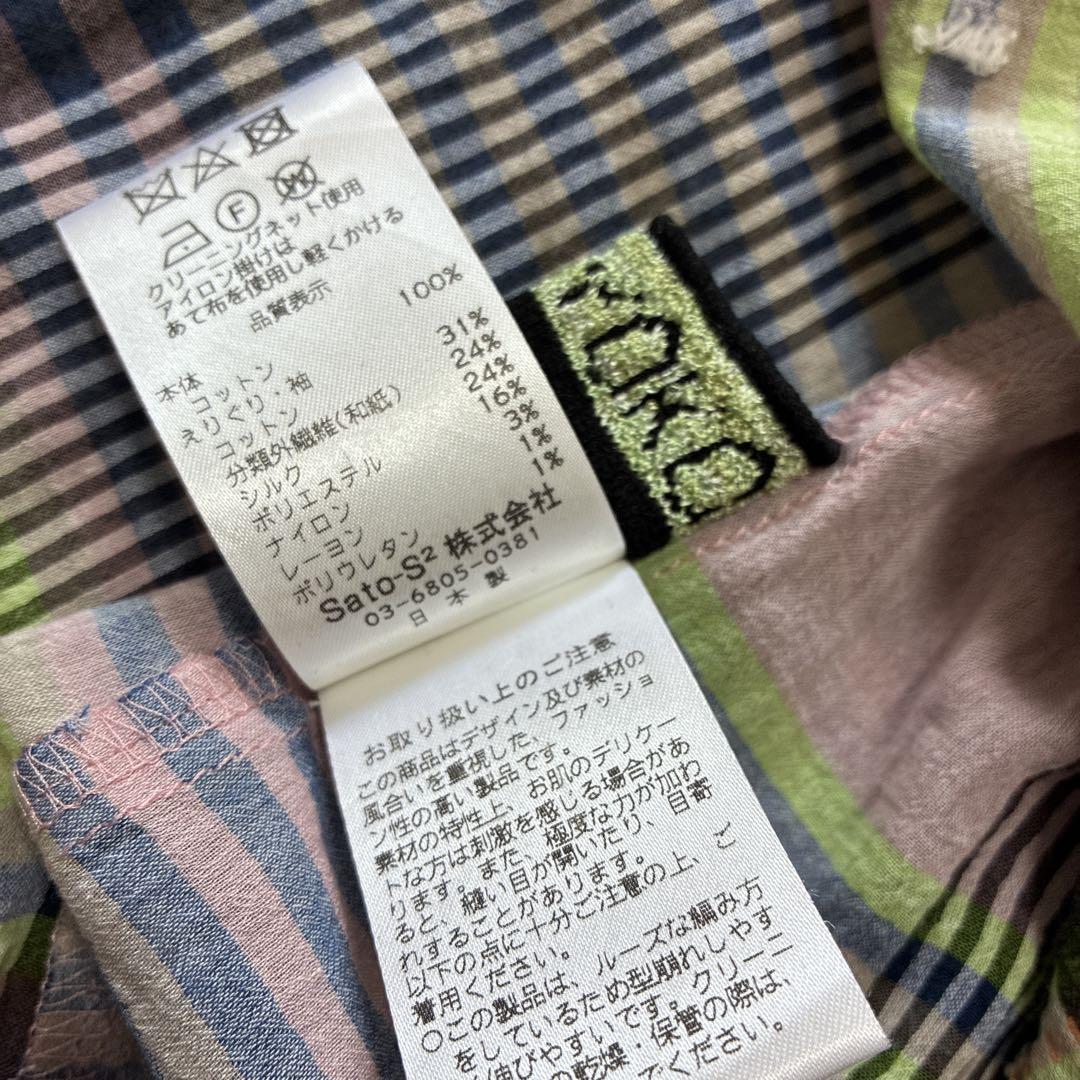 F
W
クリーニングネット使用
アイロン掛けは
あて布を使用し軽くかける
品質表示
本体
コットン 100%
えりぐり・袖
コットン 31%
分類外繊維(和紙) 24%
シルク 24%
ポリエステル 16%
ナイロン 3%
レーヨン 1%
ポリウレタン 1%
Sato-S² 株式会社
03-6805-0381
日本製
お取り扱い上のご注意
この商品はデザイン及び素材の
風合いを重視した、ファッショ
ン性の高い製品です。
素材の特性上、お肌のデリケー
トな方は刺激を感じる場合があ
ります。また、極度な力が加わ
ると、縫い目が開いたり、目寄
れすることがあります。
以下の点に十分ご注意の上、ご
着用ください。
○この製品は、ルーズな編み方
をしているため型崩れしやす
く伸びやすいです。クリーニ
の乾燥・保管の際は、
でください。